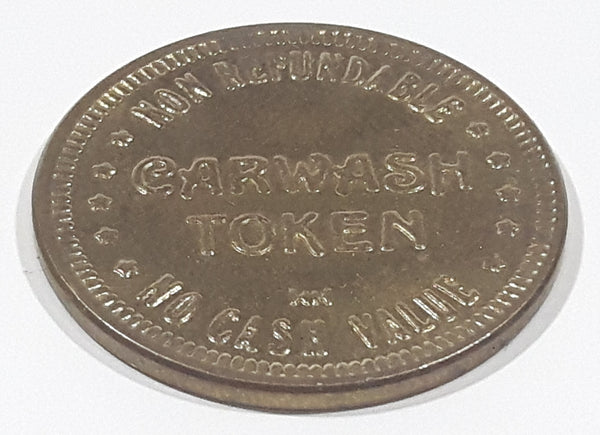 NON REFUNDABLE
CARWASH
TOKEN
NO CASH VALUE